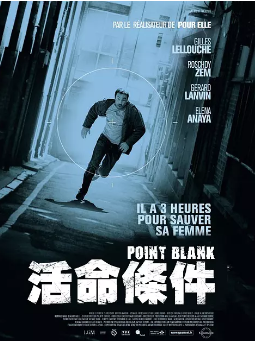 PAR LE RÉALISATEUR DE POUR ELLE
GILLES
LELLOUCHE
ROSCHDY
ZEM
GÉRARD
LANVIN
ELENA
ANAYA
IL A 3 HEURES
POUR SAUVER
SA FEMME
POINT BLANK
活命條件